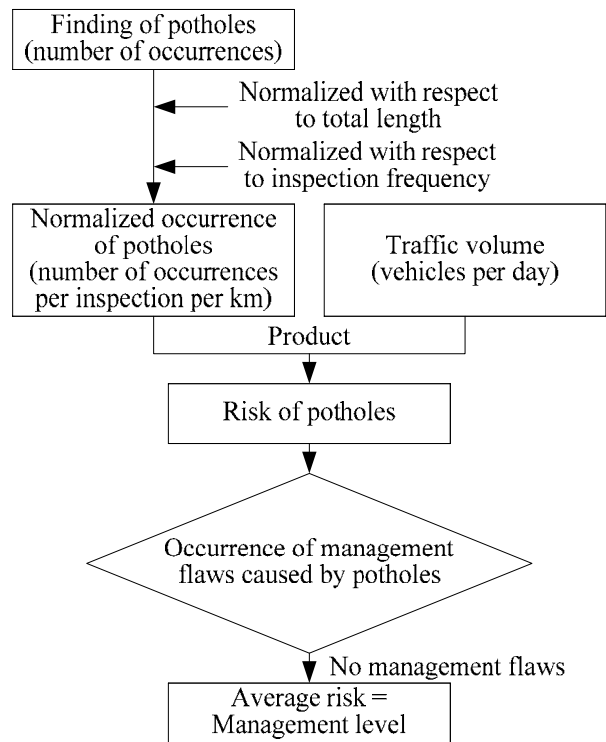 Finding of potholes
(number of occurrences)
Normalized with respect
to total length
Normalized with respect
to inspection frequency
Normalized occurrence
of potholes
(number of occurrences
per inspection per km)
Traffic volume
(vehicles per day)
Product
Risk of potholes
Occurrence of management
flaws caused by potholes
No management flaws
Average risk =
Management level